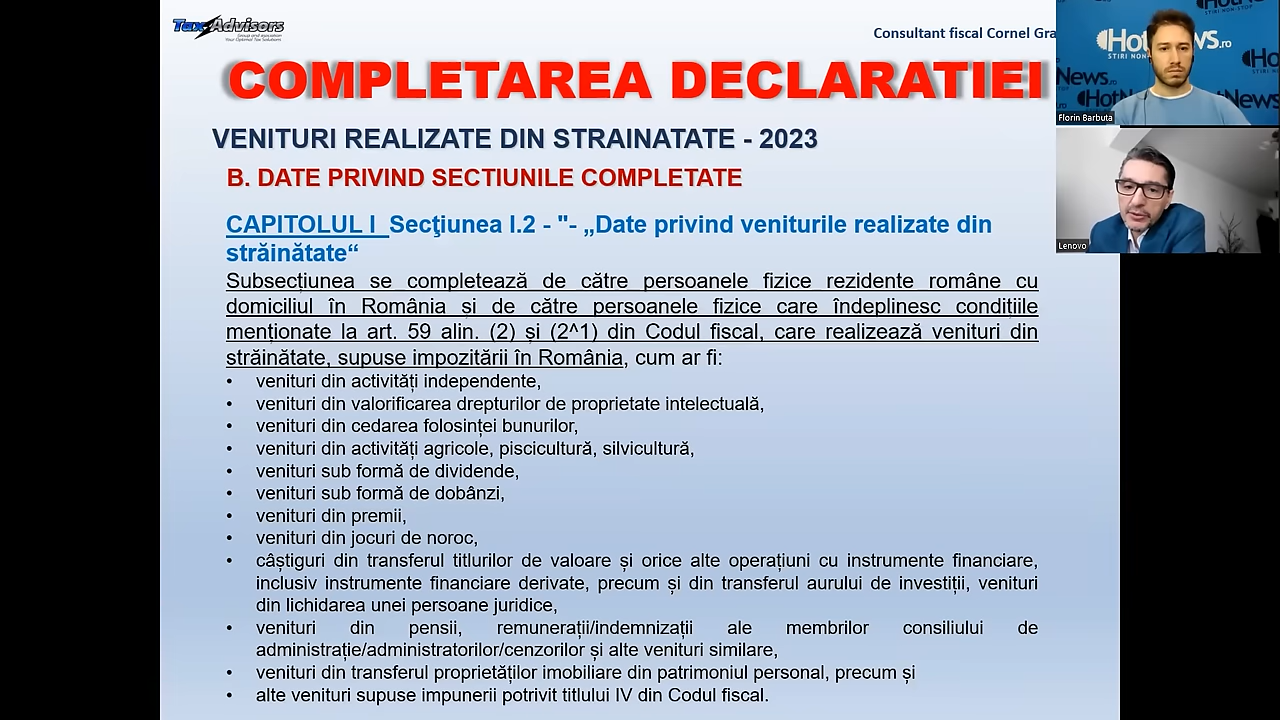 Tax Advisors
Consultant fiscal Cornel Gra
COMPLETAREA DECLARATIEI
VENITURI REALIZATE DIN STRAINATATE - 2023
B. DATE PRIVIND SECTIUNILE COMPLETATE
CAPITOLUL I Secţiunea I.2 - "- „Date privind veniturile realizate din
străinătate“
Subsecțiunea se completează de către persoanele fizice rezidente române cu
domiciliul în România și de către persoanele fizice care îndeplinesc condițiile
menționate la art. 59 alin. (2) și (2^1) din Codul fiscal, care realizează venituri din
străinătate, supuse impozitării în România, cum ar fi:
• venituri din activități independente,
• venituri din valorificarea drepturilor de proprietate intelectuală,
• venituri din cedarea folosinței bunurilor,
• venituri din activități agricole, piscicultură, silvicultură,
• venituri sub formă de dividende,
• venituri sub formă de dobânzi,
• venituri din premii,
• venituri din jocuri de noroc,
• câștiguri din transferul titlurilor de valoare și orice alte operațiuni cu instrumente financiare,
inclusiv instrumente financiare derivate, precum și din transferul aurului de investiții, venituri
din lichidarea unei persoane juridice,
• venituri din pensii, remunerații/indemnizații ale membrilor consiliului de
administrație/administratorilor/cenzorilor și alte venituri similare,
• venituri din transferul proprietăților imobiliare din patrimoniul personal, precum și
• alte venituri supuse impunerii potrivit titlului IV din Codul fiscal.
HotNews.ro
STIRI NON-STOP
Florin Barbuta
Lenovo